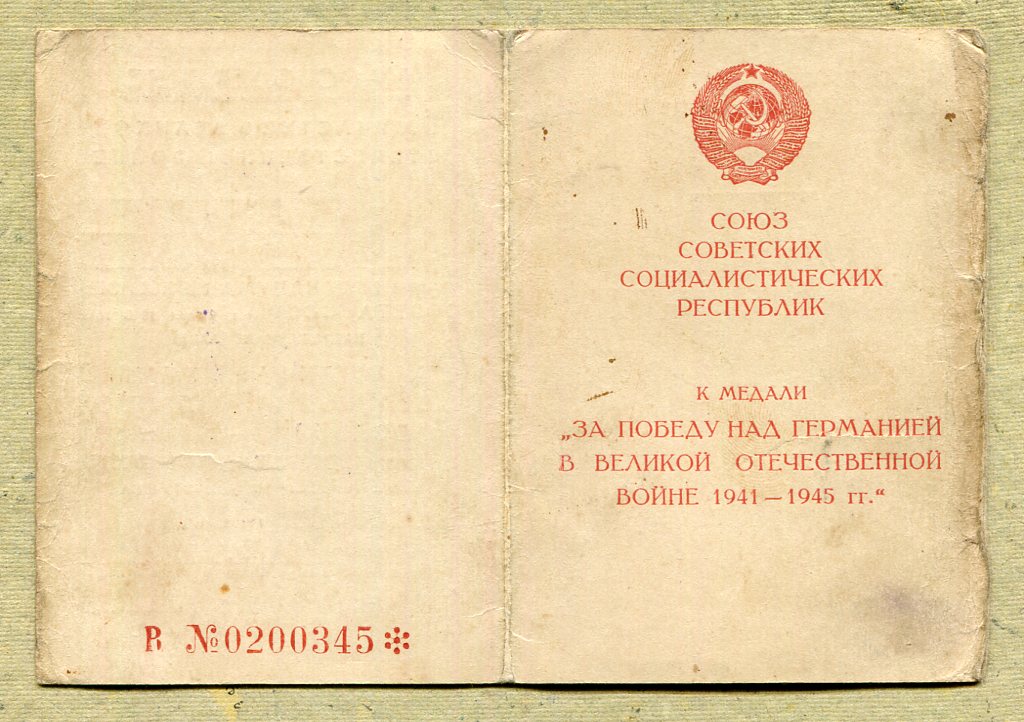 В №0200345
СОЮЗ
СОВЕТСКИХ
СОЦИАЛИСТИЧЕСКИХ
РЕСПУБЛИК
К МЕДАЛИ
„ЗА ПОБЕДУ НАД ГЕРМАНИЕЙ
В ВЕЛИКОЙ ОТЕЧЕСТВЕННОЙ
ВОЙНЕ 1941 — 1945 гг.“